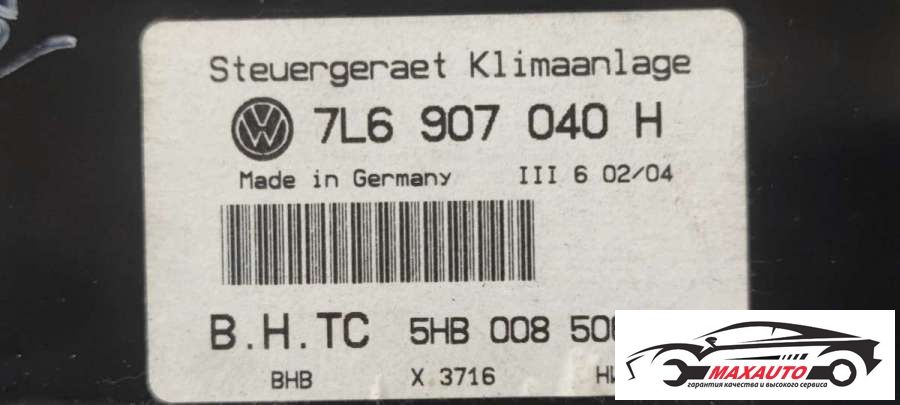 Steuergeraet Klimaanlage
7L6 907 040 H
Made in Germany III 6 02/04
B.H.TC 5HB 008 50
BHB X 3716
MAXAUTO
гарантия качества и высокого сервиса